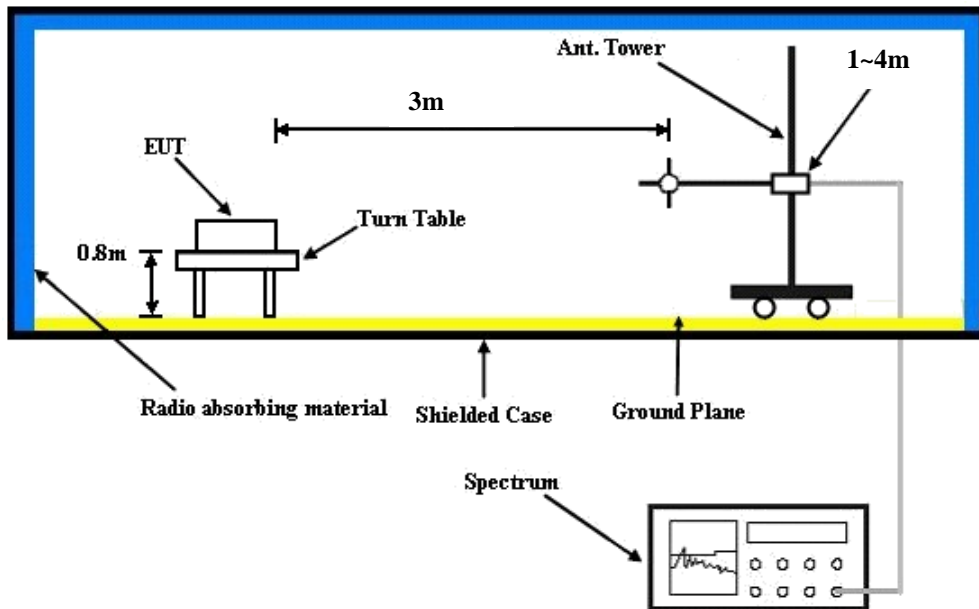 Ant. Tower
1~4m
3m
EUT
Turn Table
0.8m
Radio absorbing material
Shielded Case
Ground Plane
Spectrum